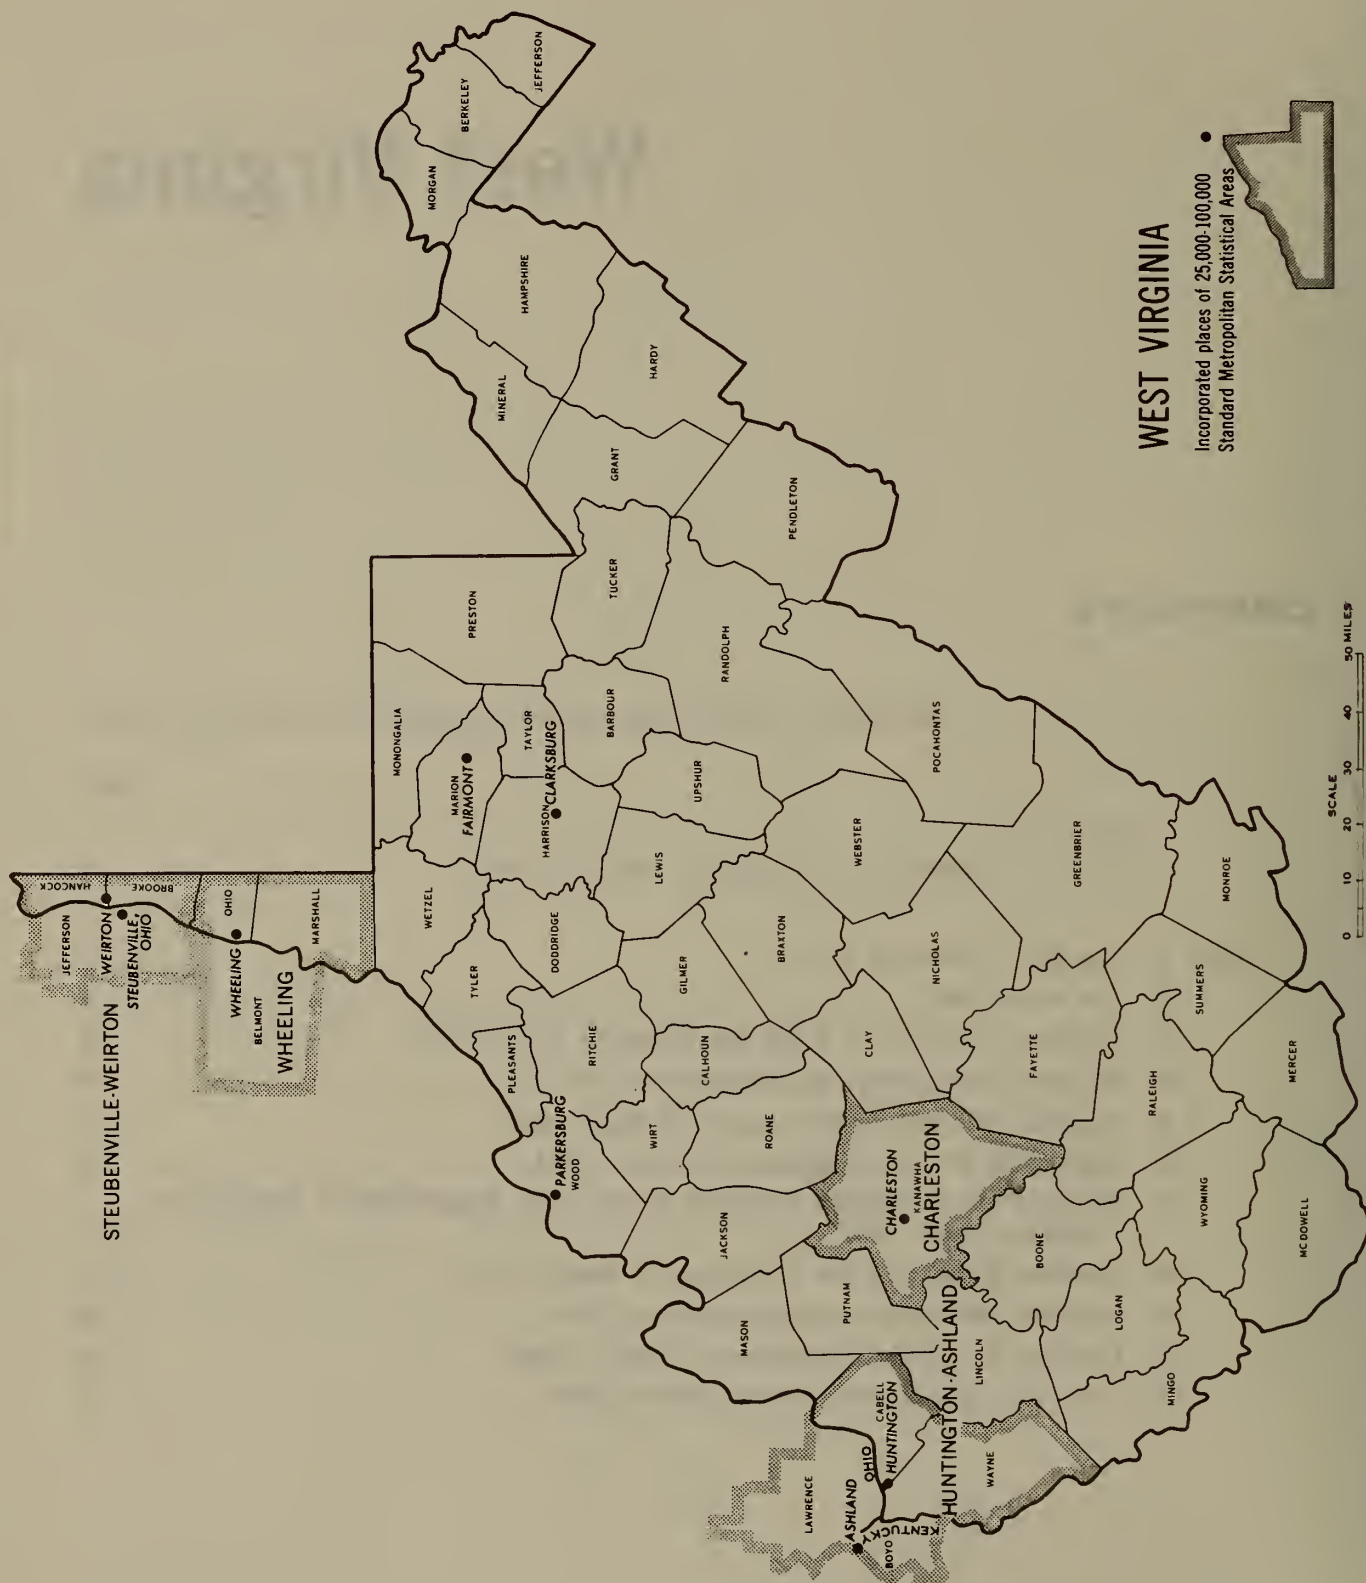 WEST VIRGINIA
Incorporated places of 25,000-100,000
Standard Metropolitan Statistical Areas
STEUBENVILLE-WEIRTON
HANCOCK
JEFFERSON
WEIRTON
STEUBENVILLE,
OHIO
BROOKE
OHIO
WHEELING
BELMONT
WHEELING
MARSHALL
WETZEL
MONONGALIA
MARION
FAIRMONT
PRESTON
TYLER
PLEASANTS
DODDRIDGE
HARRISON
CLARKSBURG
TAYLOR
BARBOUR
TUCKER
MINERAL
GRANT
HAMPSHIRE
HARDY
MORGAN
BERKELEY
JEFFERSON
PENDLETON
RANDOLPH
UPSHUR
LEWIS
GILMER
RITCHIE
WIRT
CALHOUN
PARKERSBURG
WOOD
JACKSON
ROANE
BRAXTON
WEBSTER
POCAHONTAS
CLAY
NICHOLAS
GREENBRIER
MASON
PUTNAM
CHARLESTON
KANAWHA
CHARLESTON
FAYETTE
LAWRENCE
CABELL
HUNTINGTON
OHIO
ASHLAND
KENTUCKY
BOYD
HUNTINGTON-ASHLAND
WAYNE
LINCOLN
BOONE
LOGAN
MINGO
RALEIGH
SUMMERS
MONROE
WYOMING
MERCER
MC DOWELL
SCALE
0 10 20 30 40 50 MILES